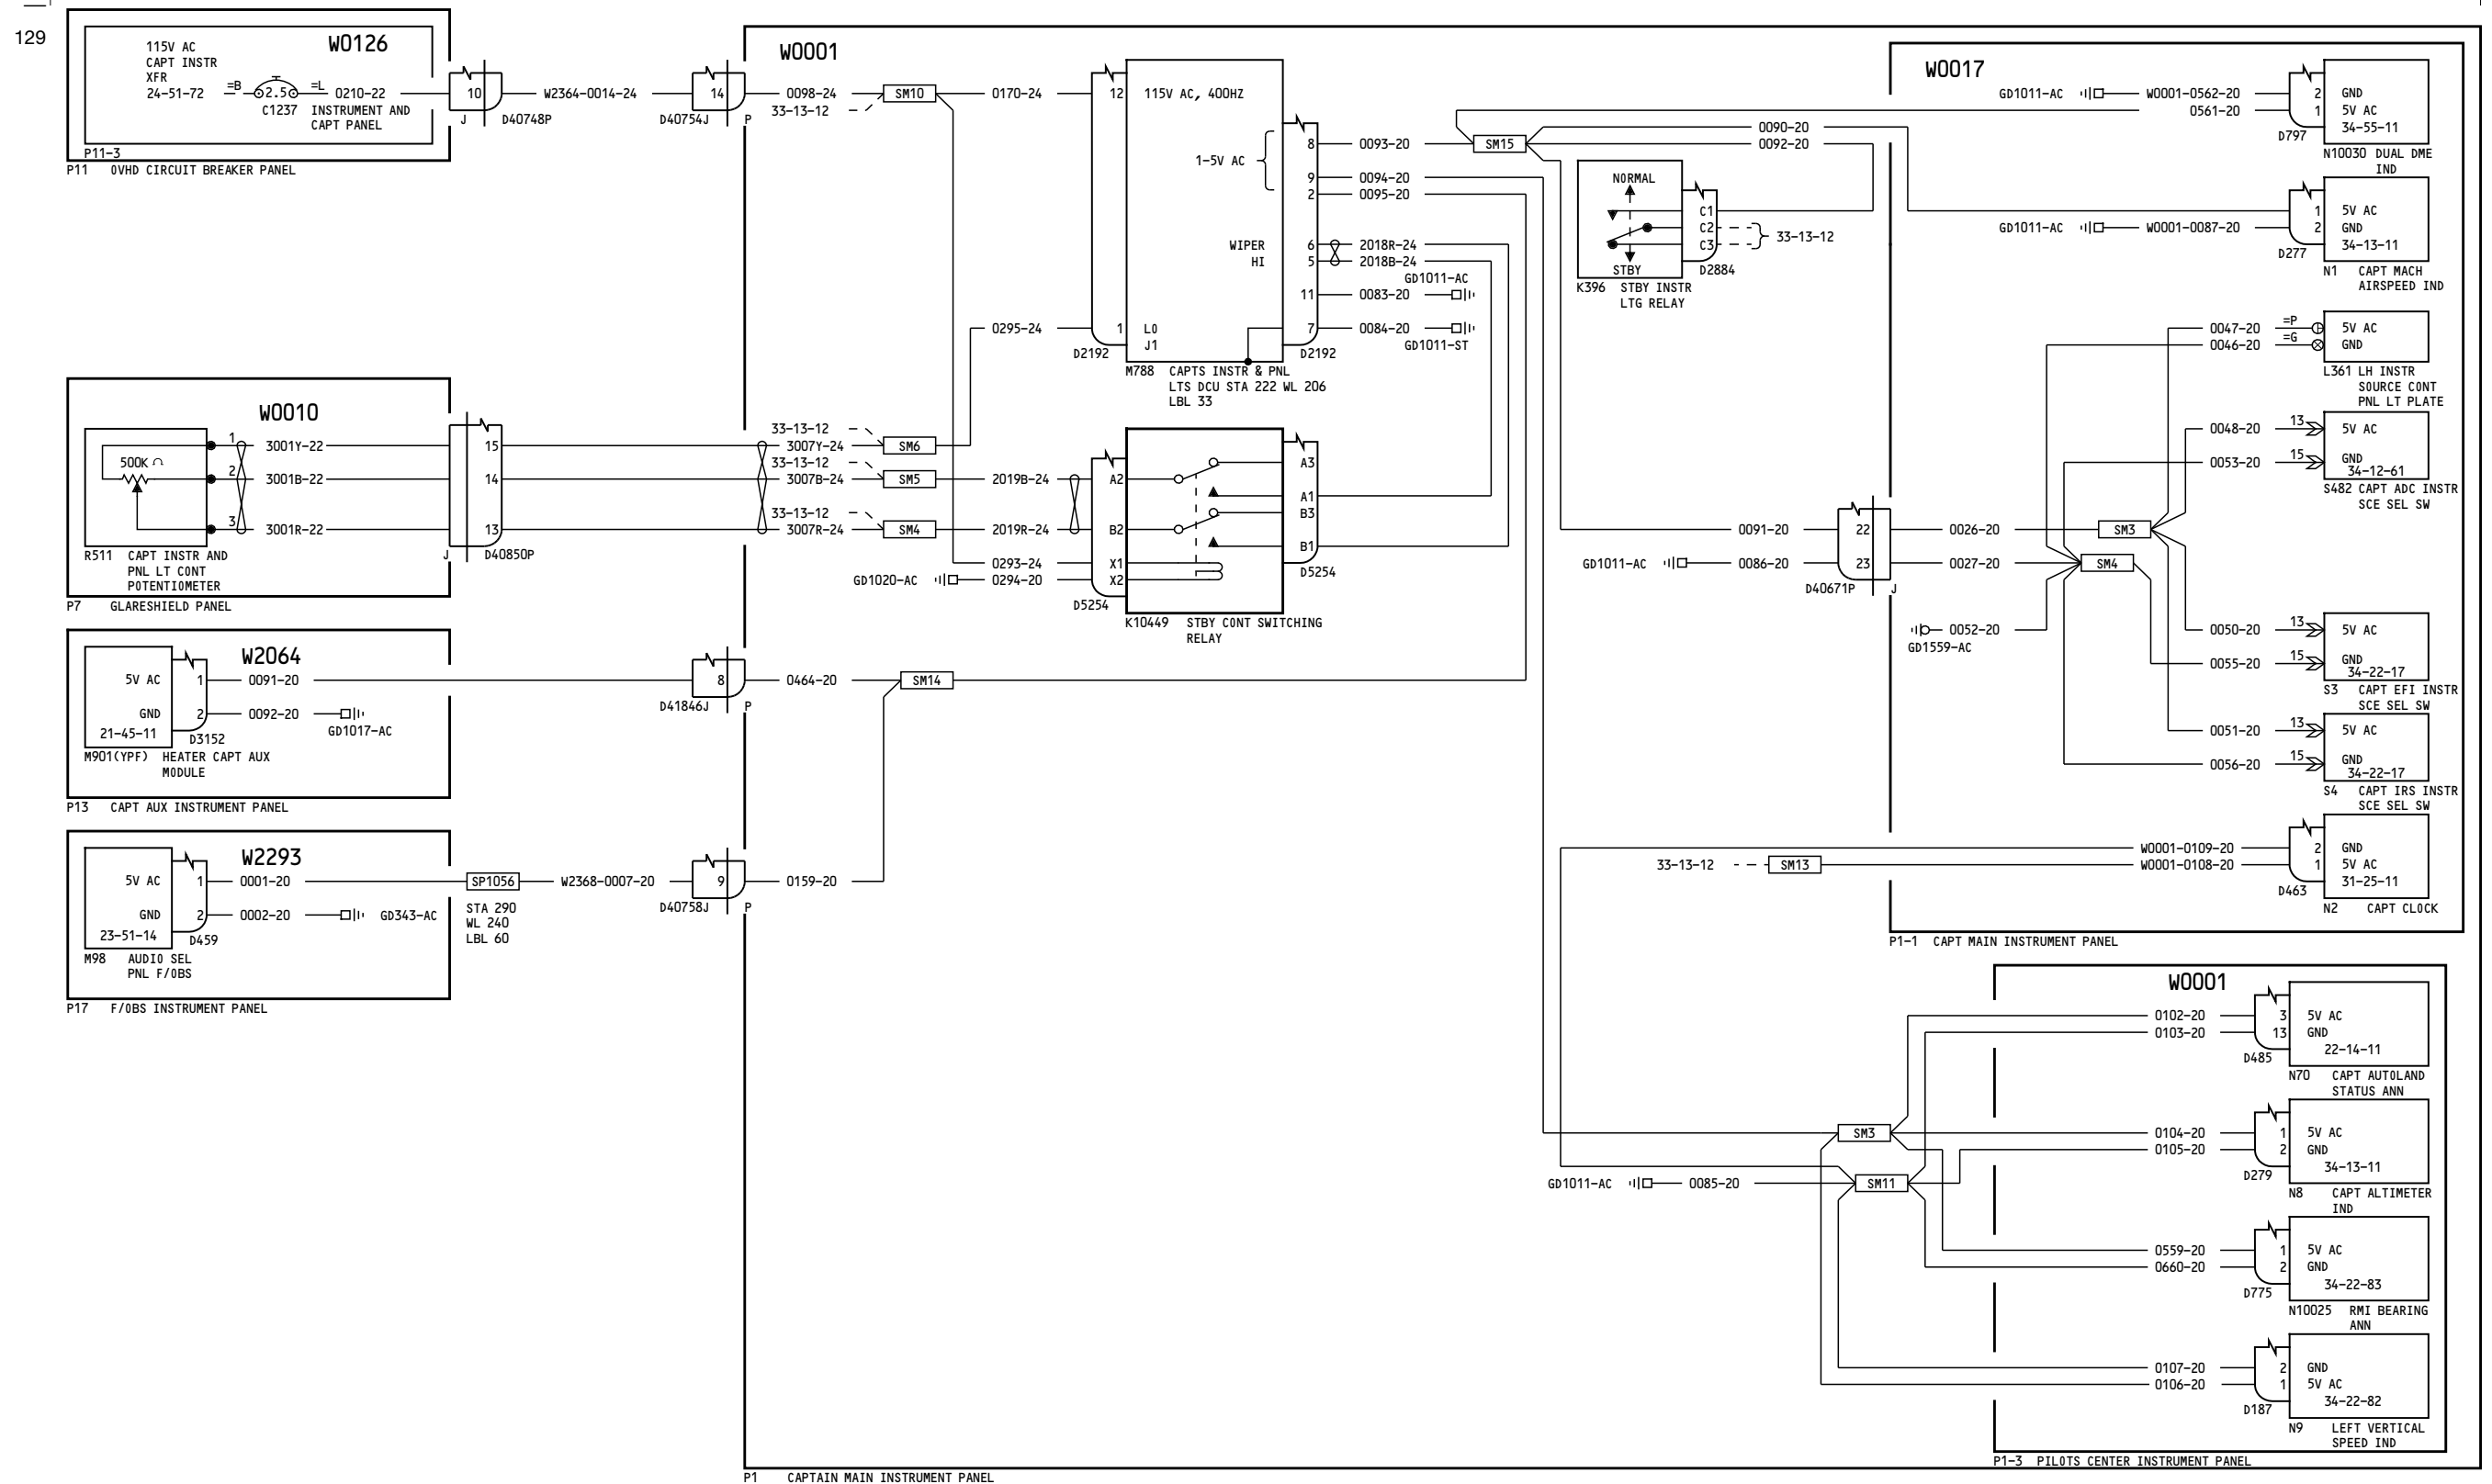 129
W0126
115V AC
CAPT INSTR
XFR
24-51-72
=B
2.5
=L
0210-22
C1237
INSTRUMENT AND
CAPT PANEL
P11-3
P11 OVHD CIRCUIT BREAKER PANEL
10
J
D40748P
W2364-0014-24
14
D40754J
P
W0001
0098-24
33-13-12
SM10
0170-24
12
115V AC, 400HZ
1-5V AC
WIPER
HI
8
9
2
6
5
11
7
0093-20
0094-20
0095-20
2018R-24
2018B-24
GD1011-AC
0083-20
0084-20
GD1011-ST
0295-24
1
LO
J1
D2192
D2192
M788 CAPTS INSTR & PNL
LTS DCU STA 222 WL 206
LBL 33
SM15
0090-20
0092-20
NORMAL
STBY
C1
C2
C3
33-13-12
D2884
K396 STBY INSTR
LTG RELAY
W0017
GD1011-AC
W0001-0562-20
0561-20
2 GND
1 5V AC
34-55-11
D797
N10030 DUAL DME
IND
GD1011-AC
W0001-0087-20
1 5V AC
2 GND
34-13-11
D277
N1 CAPT MACH
AIRSPEED IND
0047-20
=P
5V AC
0046-20
=G
GND
L361 LH INSTR
SOURCE CONT
PNL LT PLATE
0048-20
13
5V AC
0053-20
15
GND
34-12-61
S482 CAPT ADC INSTR
SCE SEL SW
W0010
500K Ω
1
3001Y-22
2
3001B-22
3
3001R-22
15
14
13
J
D40850P
R511 CAPT INSTR AND
PNL LT CONT
POTENTIOMETER
P7 GLARESHIELD PANEL
33-13-12
3007Y-24
SM6
33-13-12
3007B-24
SM5
33-13-12
3007R-24
SM4
2019B-24
2019R-24
0293-24
GD1020-AC
0294-20
A2
B2
X1
X2
D5254
A3
A1
B3
B1
D5254
K10449 STBY CONT SWITCHING
RELAY
0091-20
22
0026-20
SM3
GD1011-AC
0086-20
23
0027-20
SM4
D40671P
J
0052-20
GD1559-AC
0050-20
13
5V AC
0055-20
15
GND
34-22-17
S3 CAPT EFI INSTR
SCE SEL SW
0051-20
13
5V AC
0056-20
15
GND
34-22-17
S4 CAPT IRS INSTR
SCE SEL SW
W2064
5V AC
1
0091-20
GND
2
0092-20
GD1017-AC
21-45-11
D3152
M901(YPF) HEATER CAPT AUX
MODULE
P13 CAPT AUX INSTRUMENT PANEL
8
D41846J
P
0464-20
SM14
W2293
5V AC
1
0001-20
GND
2
0002-20
GD343-AC
23-51-14
D459
M98 AUDIO SEL
PNL F/OBS
P17 F/OBS INSTRUMENT PANEL
SP1056
STA 290
WL 240
LBL 60
W2368-0007-20
9
D40758J
P
0159-20
33-13-12
SM13
W0001-0109-20
W0001-0108-20
2 GND
1 5V AC
31-25-11
D463
N2 CAPT CLOCK
P1-1 CAPT MAIN INSTRUMENT PANEL
W0001
0102-20
3 5V AC
0103-20
13 GND
22-14-11
D485
N70 CAPT AUTOLAND
STATUS ANN
SM3
0104-20
1 5V AC
0105-20
2 GND
34-13-11
D279
N8 CAPT ALTIMETER
IND
GD1011-AC
0085-20
SM11
0559-20
1 5V AC
0660-20
2 GND
34-22-83
D775
N10025 RMI BEARING
ANN
0107-20
2 GND
0106-20
1 5V AC
34-22-82
D187
N9 LEFT VERTICAL
SPEED IND
P1-3 PILOTS CENTER INSTRUMENT PANEL
P1 CAPTAIN MAIN INSTRUMENT PANEL